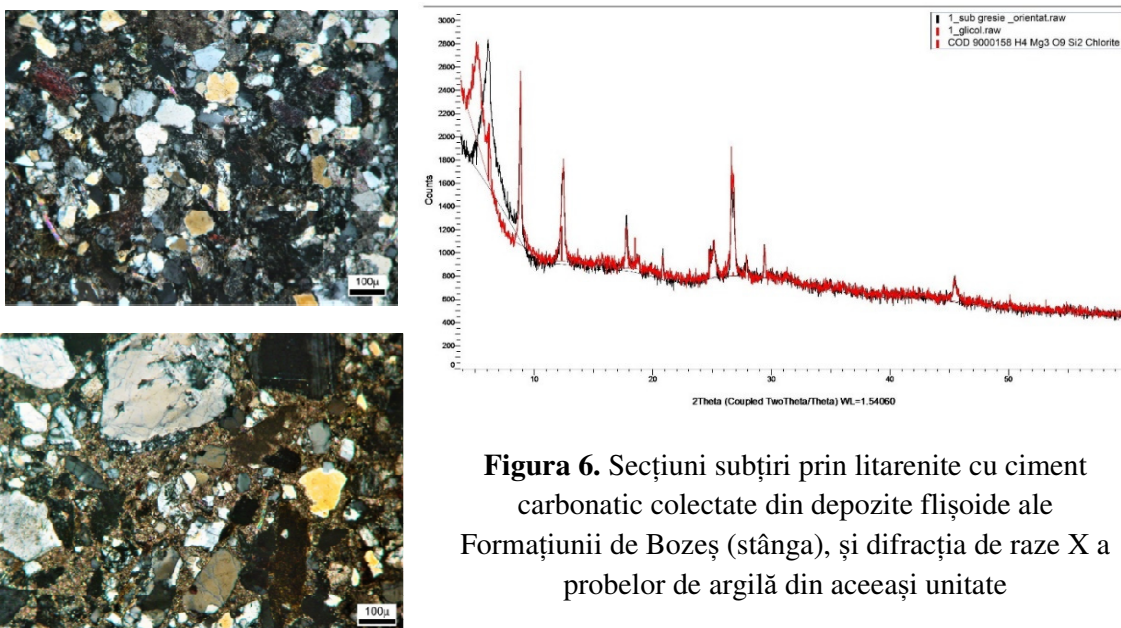 100µ
100µ
1_sub gresie _orientat.raw
1_glicol.raw
COD 9000158 H4 Mg3 O9 Si2 Chlorite
3000
2800
2600
2400
2200
2000
1800
1600
1400
1200
1000
800
600
400
200
0
Counts
10
20
30
40
50
2Theta (Coupled TwoTheta/Theta) WL=1.54060
Figura 6. Secțiuni subțiri prin litarenite cu ciment
carbonatic colectate din depozite flișoide ale
Formațiunii de Bozeș (stânga), și difracția de raze X a
probelor de argilă din aceeași unitate